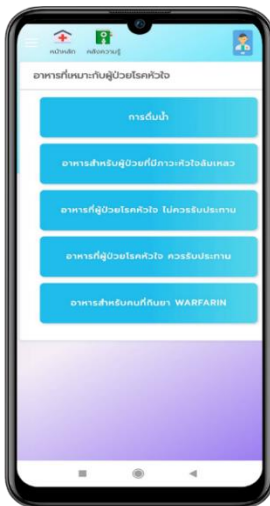 หน้าหลัก คลังความรู้
อาหารที่เหมาะกับผู้ป่วยโรคหัวใจ
การดื่มน้ำ
อาหารสำหรับผู้ป่วยที่มีภาวะหัวใจล้มเหลว
อาหารที่ผู้ป่วยโรคหัวใจ ไม่ควรรับประทาน
อาหารที่ผู้ป่วยโรคหัวใจ ควรรับประทาน
อาหารสำหรับคนที่กินยา WARFARIN